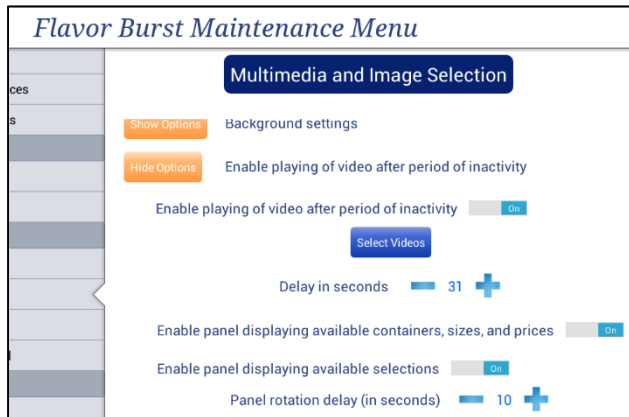 Flavor Burst Maintenance Menu
Multimedia and Image Selection
ces
s
Show Options Background settings
Hide Options Enable playing of video after period of inactivity
Enable playing of video after period of inactivity On
Select Videos
Delay in seconds 31
Enable panel displaying available containers, sizes, and prices On
Enable panel displaying available selections On
Panel rotation delay (in seconds) 10